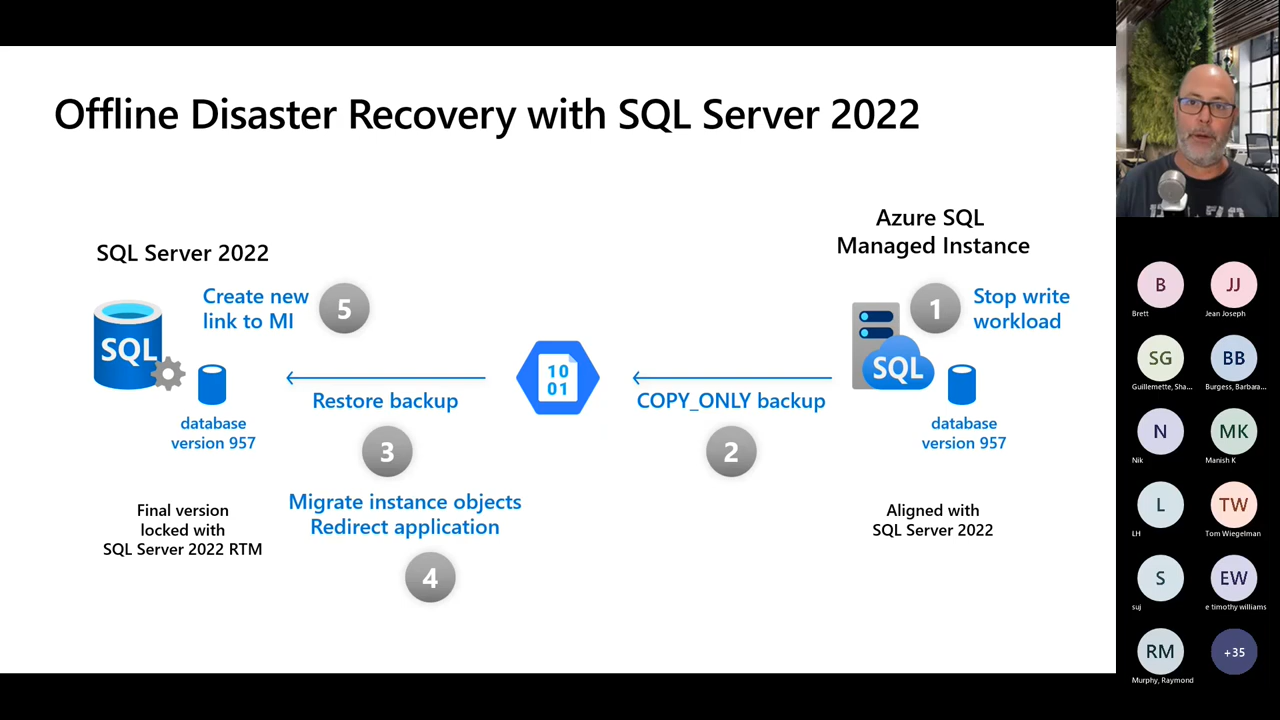 Offline Disaster Recovery with SQL Server 2022
SQL Server 2022
Create new
link to MI
5
SQL
database
version 957
Restore backup
3
Migrate instance objects
Redirect application
4
Final version
locked with
SQL Server 2022 RTM
10
01
COPY_ONLY backup
2
Azure SQL
Managed Instance
1
Stop write
workload
SQL
database
version 957
Aligned with
SQL Server 2022
B
Brett
JJ
Jean Joseph
SG
Guillemette, Sha...
BB
Burgess, Barbara...
N
Nik
MK
Manish K
L
LH
TW
Tom Wiegelman
S
suj
EW
e timothy williams
RM
Murphy, Raymond
+35